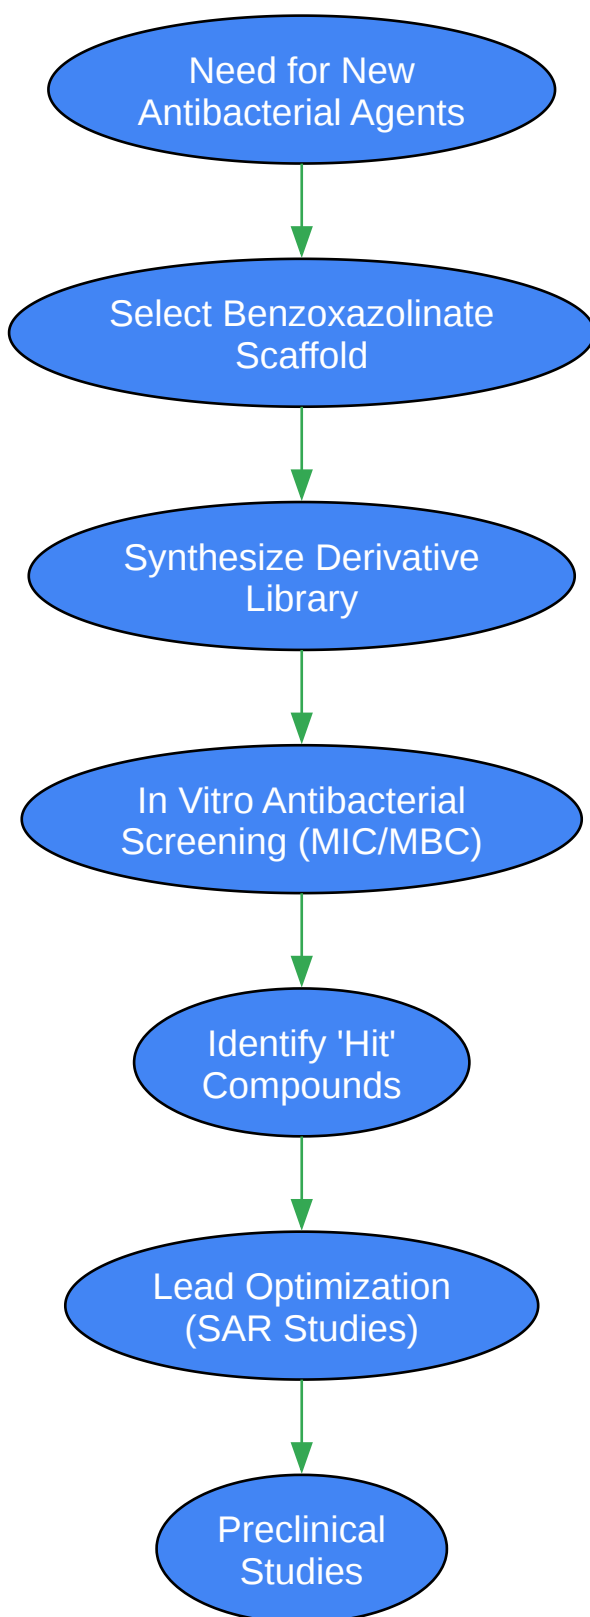 Need for New
Antibacterial Agents
Select Benzoxazolinate
Scaffold
Synthesize Derivative
Library
In Vitro Antibacterial
Screening (MIC/MBC)
Identify 'Hit'
Compounds
Lead Optimization
(SAR Studies)
Preclinical
Studies